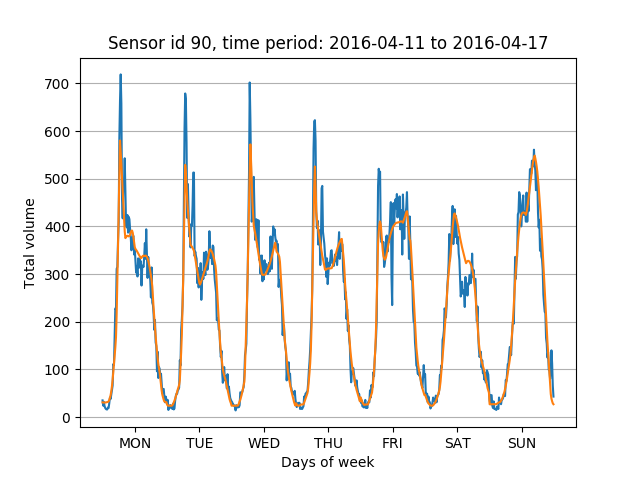 Sensor id 90, time period: 2016-04-11 to 2016-04-17
Total volume
700
600
500
400
300
200
100
0
MON TUE WED THU FRI SAT SUN
Days of week